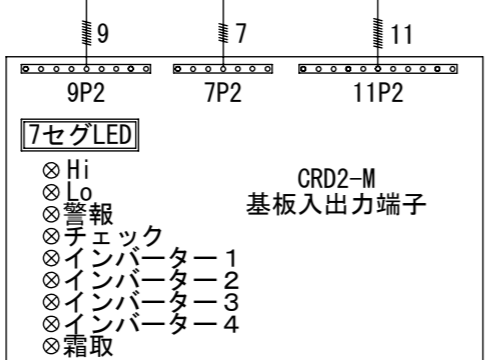 9
7
11
9P2
7P2
11P2
7セグLED
Hi
Lo
警報
チェック
インバーター1
インバーター2
インバーター3
インバーター4
霜取
CRD2-M
基板入出力端子